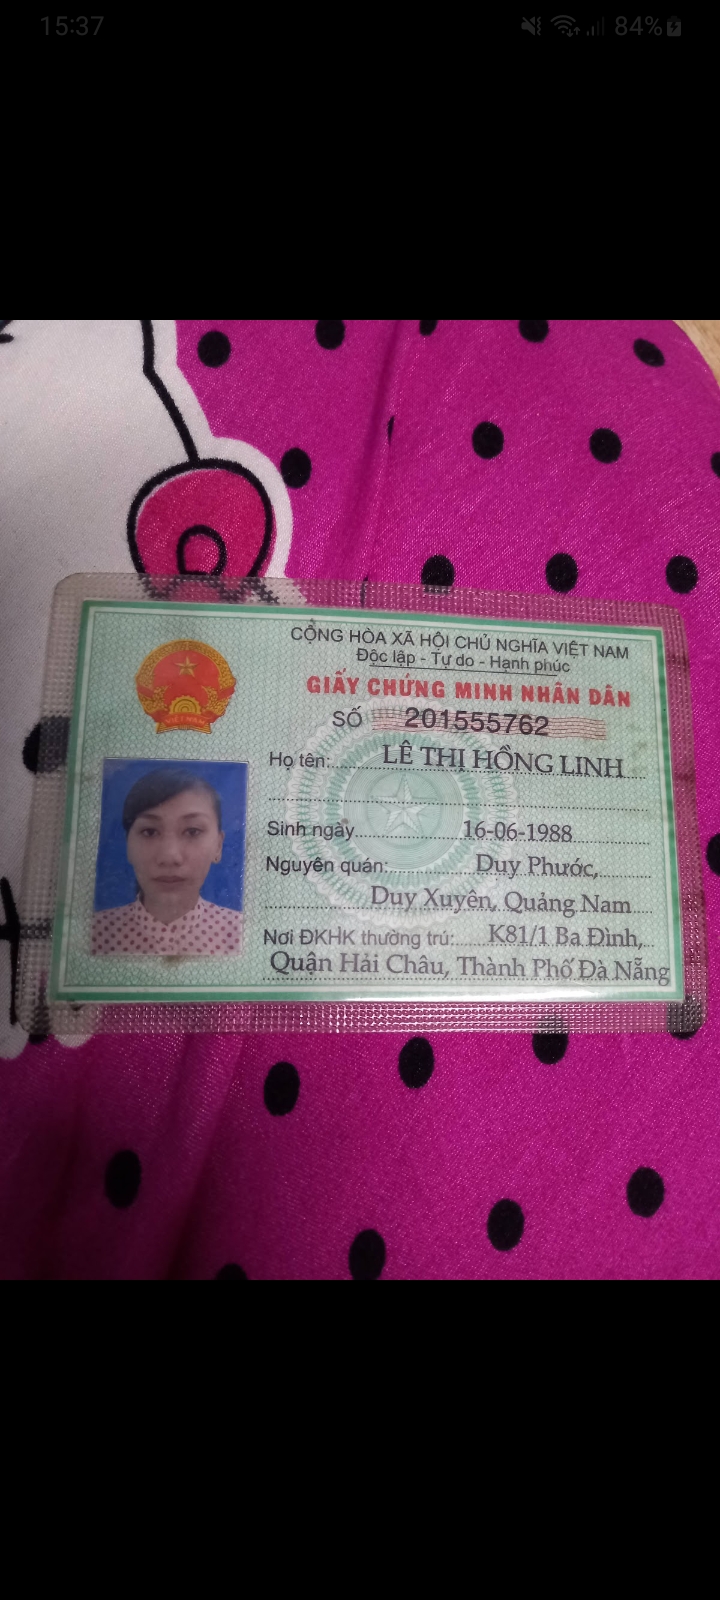 15:37
84%
CỘNG HÒA XÃ HỘI CHỦ NGHĨA VIỆT NAM
Độc lập - Tự do - Hạnh phúc
GIẤY CHỨNG MINH NHÂN DÂN
SỐ 201555762
Họ tên: LÊ THỊ HỒNG LINH
Sinh ngày 16-06-1988
Nguyên quán: Duy Phước,
Duy Xuyên, Quảng Nam
Nơi ĐKHK thường trú: K81/1 Ba Đình,
Quận Hải Châu, Thành Phố Đà Nẵng
VIỆT NAM